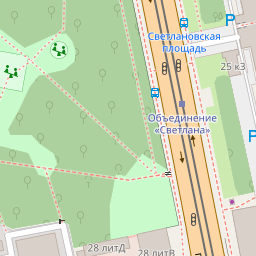 P
Светлановская
площадь
25 к3
Объединение
«Светлана»
P
28 литД
28 литВ